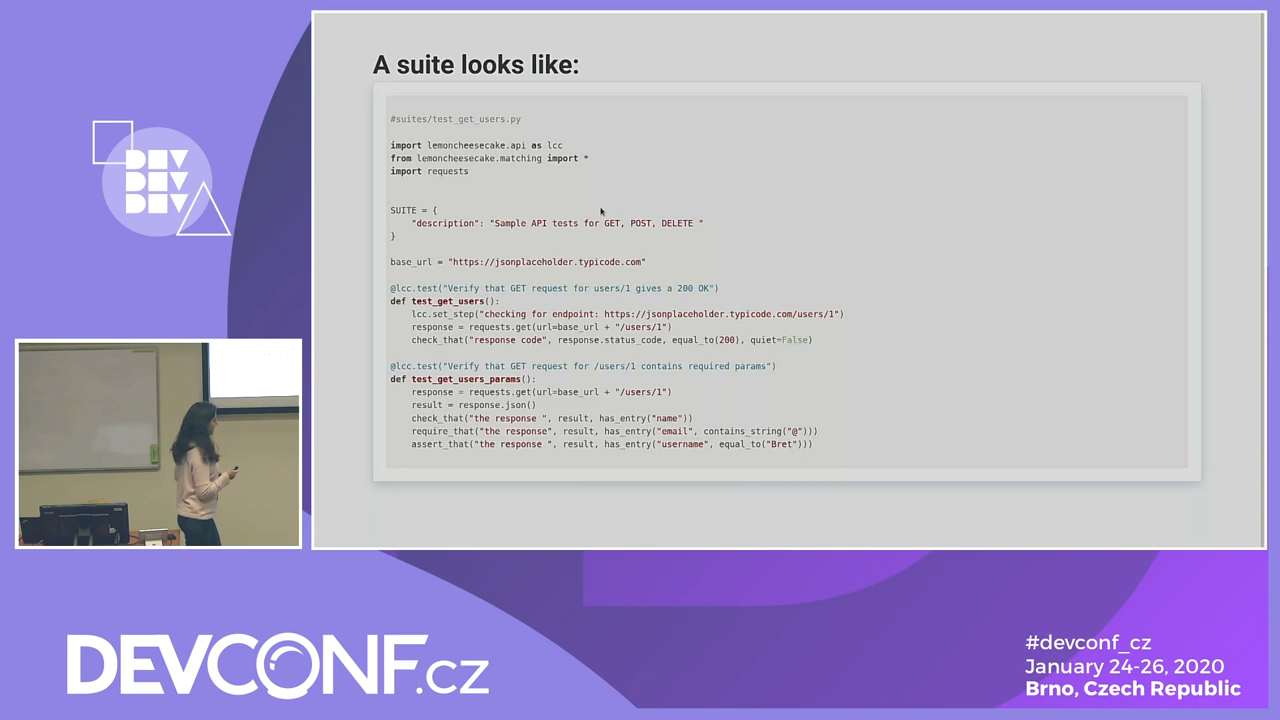 A suite looks like:
#suites/test_get_users.py
import lemoncheesecake.api as lcc
from lemoncheesecake.matching import *
import requests
SUITE = {
    "description": "Sample API tests for GET, POST, DELETE "
}
base_url = "https://jsonplaceholder.typicode.com"
@lcc.test("Verify that GET request for users/1 gives a 200 OK")
def test_get_users():
    lcc.set_step("checking for endpoint: https://jsonplaceholder.typicode.com/users/1")
    response = requests.get(url=base_url + "/users/1")
    check_that("response code", response.status_code, equal_to(200), quiet=False)
@lcc.test("Verify that GET request for /users/1 contains required params")
def test_get_users_params():
    response = requests.get(url=base_url + "/users/1")
    result = response.json()
    check_that("the response ", result, has_entry("name"))
    require_that("the response", result, has_entry("email", contains_string("@")))
    assert_that("the response ", result, has_entry("username", equal_to("Bret")))
DEV
DEV
DEV
DEVCONF.cz
#devconf_cz
January 24-26, 2020
Brno, Czech Republic